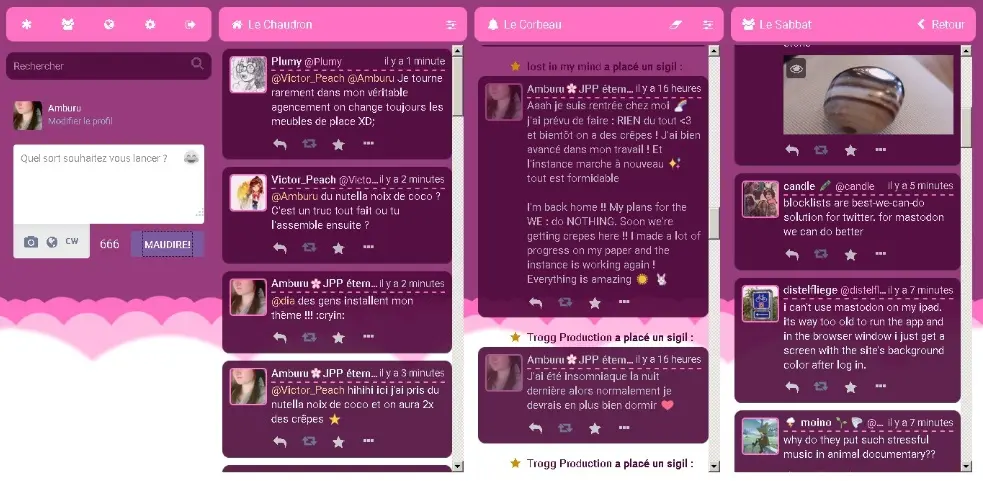 Le Chaudron
Le Corbeau
Le Sabbat
Retour
Rechercher
Amburu
Modifier le profil
Quel sort souhaitez vous lancer ?
CW
666
MAUDIRE!
Plumy @Plumy il y a 1 minute
@Victor_Peach @Amburu Je tourne
rarement dans mon véritable
agencement on change toujours les
meubles de place XD;
Victor_Peach @Victo... il y a 2 minutes
@Amburu du nutella noix de coco ?
C'est un truc tout fait ou tu
l'assemble ensuite ?
Amburu🌸JPP étem... il y a 2 minutes
@dia des gens installent mon
thème !!! :cryin:
Amburu🌸JPP étem... il y a 3 minutes
@Victor_Peach hihihi ici j'ai pris du
nutella noix de coco et on aura 2x
des crêpes ⭐
lost in my mind a placé un sigil :
Amburu🌸JPP étem... il y a 16 heures
Aaah je suis rentrée chez moi
j'ai prévu de faire : RIEN du tout <3
et bientôt on a des crêpes ! J'ai bien
avancé dans mon travail ! Et
l'instance marche à nouveau ✨
tout est formidable
I'm back home !! My plans for the
WE : do NOTHING. Soon we're
getting crepes here !! I made a lot of
progress on my paper and the
instance is working again !
Everything is amazing
Trogg Production a placé un sigil :
Amburu🌸JPP étem... il y a 16 heures
J'ai été insomniaque la nuit
dernière alors normalement je
devrais en plus bien dormir
Trogg Production a placé un sigil :
candle @candle il y a 5 minutes
blocklists are best-we-can-do
solution for twitter. for mastodon
we can do better
distelfliege @distelfl... il y a 7 minutes
i can't use mastodon on my ipad.
its way too old to run the app and
in the browser window i just get a
screen with the site's background
color after log in.
moino @... il y a 7 minutes
why do they put such stressful
music in animal documentary??